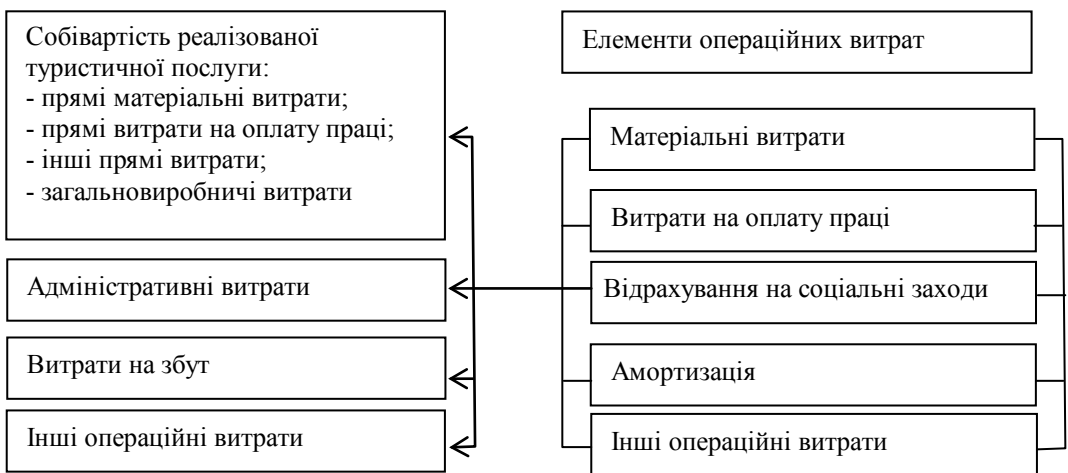 Собівартість реалізованої
туристичної послуги:
- прямі матеріальні витрати;
- прямі витрати на оплату праці;
- інші прямі витрати;
- загальновиробничі витрати
Адміністративні витрати
Витрати на збут
Інші операційні витрати
Елементи операційних витрат
Матеріальні витрати
Витрати на оплату праці
Відрахування на соціальні заходи
Амортизація
Інші операційні витрати